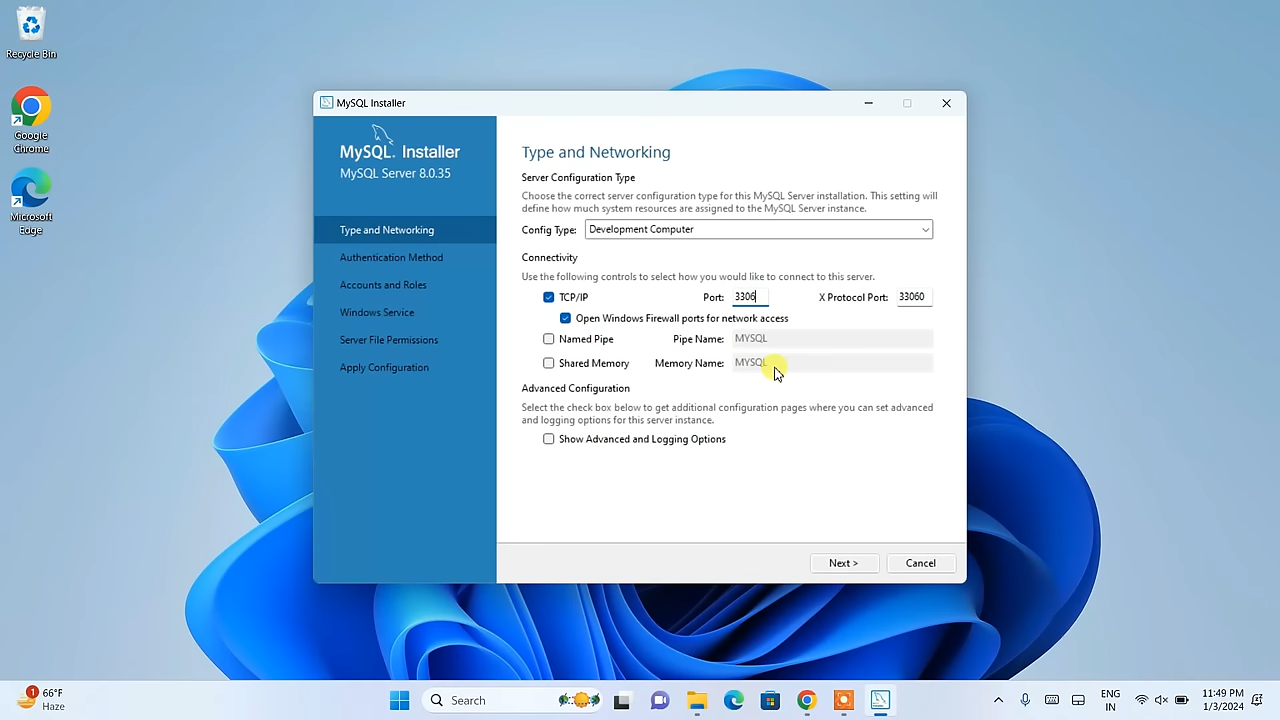 Recycle Bin
Google
Chrome
Microsoft
Edge
MySQL Installer
MySQL. Installer
MySQL Server 8.0.35
Type and Networking
Authentication Method
Accounts and Roles
Windows Service
Server File Permissions
Apply Configuration
Type and Networking
Server Configuration Type
Choose the correct server configuration type for this MySQL Server installation. This setting will
define how much system resources are assigned to the MySQL Server instance.
Config Type: Development Computer
Connectivity
Use the following controls to select how you would like to connect to this server.
TCP/IP Port: 3306 X Protocol Port: 33060
Open Windows Firewall ports for network access
Named Pipe Pipe Name: MYSQL
Shared Memory Memory Name: MYSQL
Advanced Configuration
Select the check box below to get additional configuration pages where you can set advanced
and logging options for this server instance.
Show Advanced and Logging Options
Next > Cancel
1
66°F
Haze
Search
ENG
IN
11:49 PM
1/3/2024